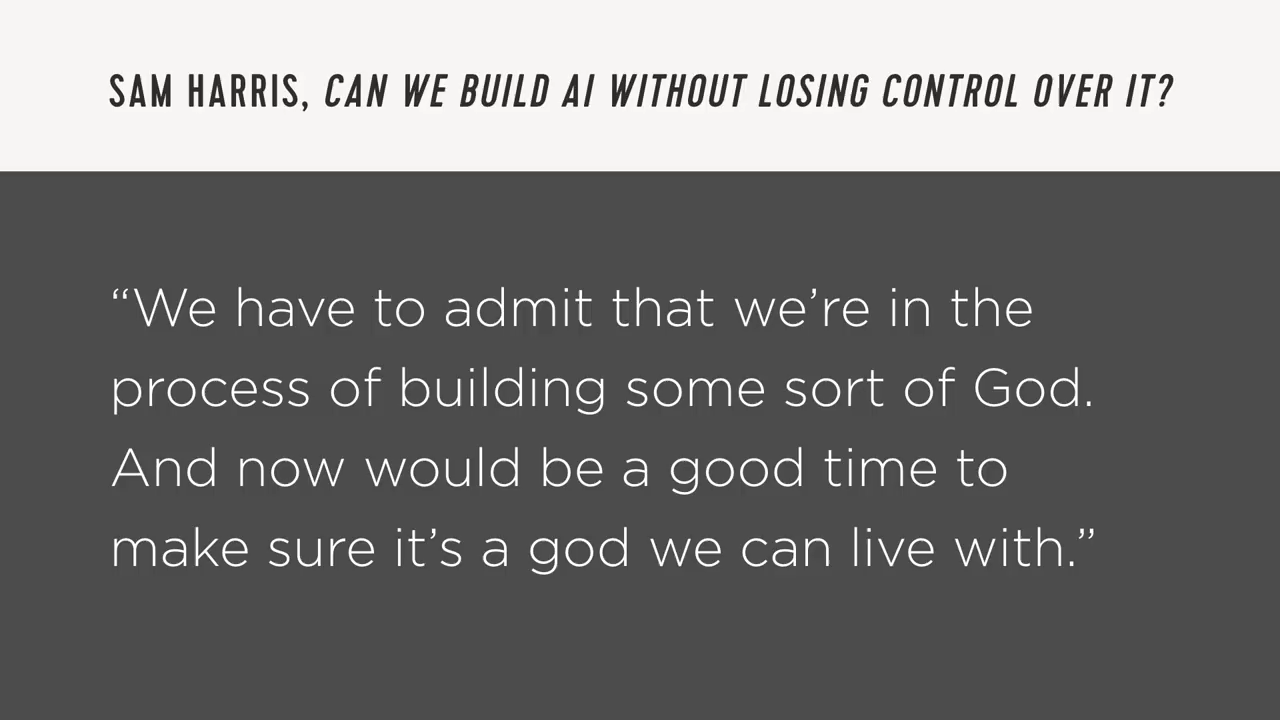 SAM HARRIS, CAN WE BUILD AI WITHOUT LOSING CONTROL OVER IT?
“We have to admit that we’re in the
process of building some sort of God.
And now would be a good time to
make sure it’s a god we can live with.”